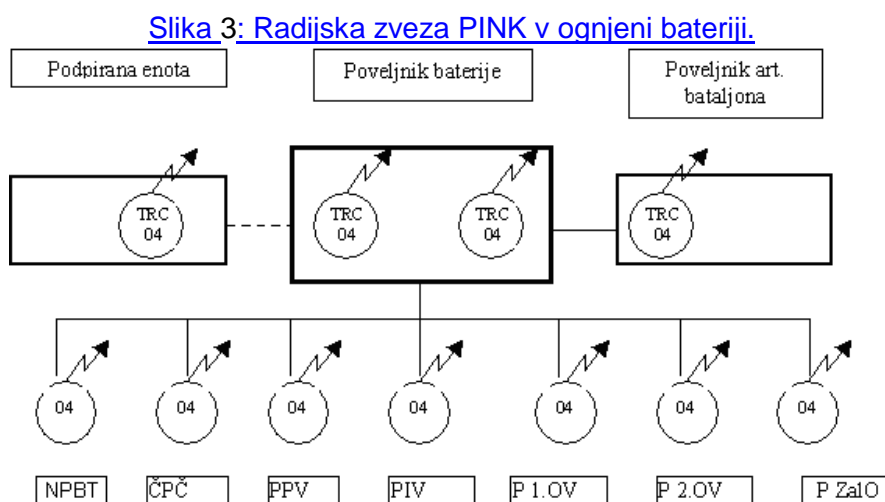 Slika 3: Radijska zveza PINK v ognjeni bateriji.
Podpirana enota
Poveljnik baterije
Poveljnik art.
bataljona
TRC
04
TRC
04
TRC
04
TRC
04
04
04
04
04
04
04
04
NPBT
ČPČ
PPV
PIV
P 1.OV
P 2.OV
P ZalO